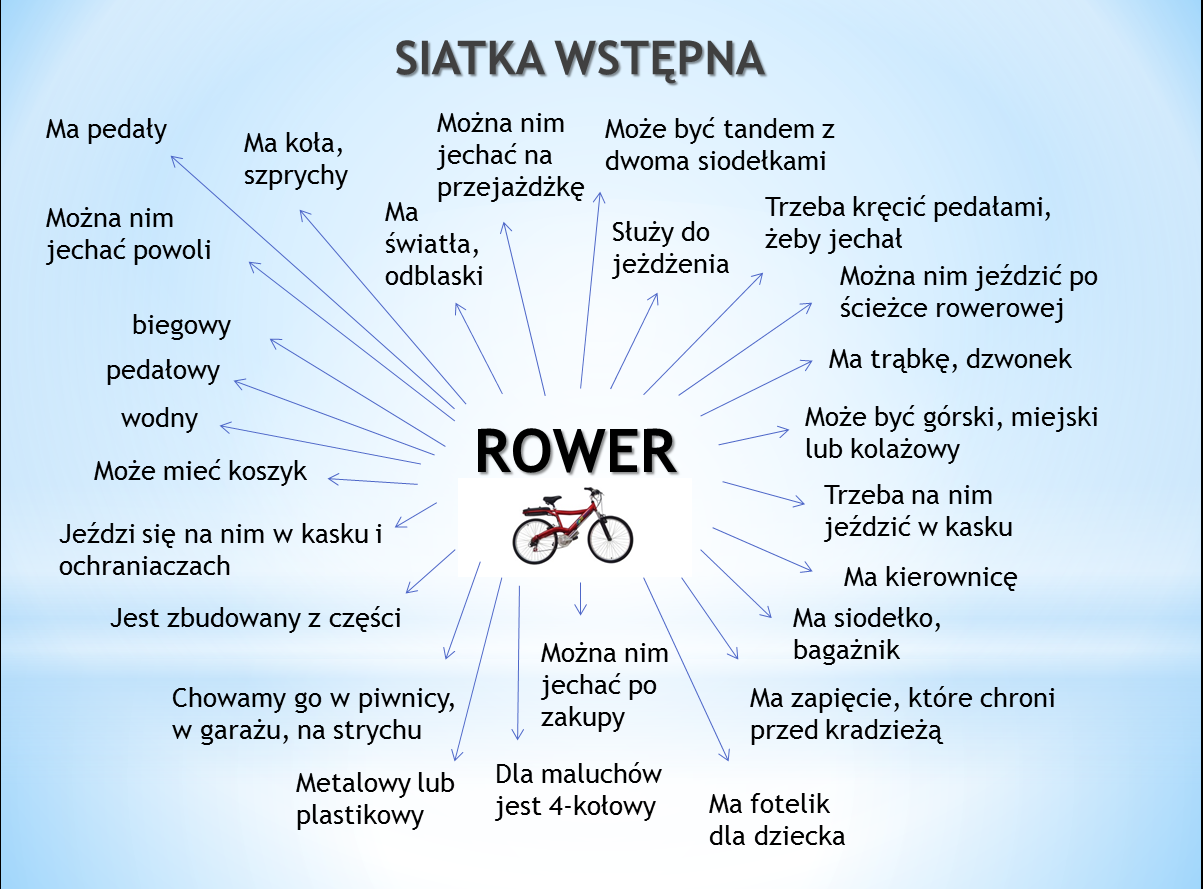 SIATKA WSTĘPNA
Ma pedały
Ma koła,
szprychy
Można nim
jechać na
przejażdżkę
Może być tandem z
dwoma siodełkami
Można nim
jechać powoli
Ma
światła,
odblaski
Służy do
jeżdżenia
Trzeba kręcić pedałami,
żeby jechał
Można nim jeździć po
ścieżce rowerowej
biegowy
pedałowy
wodny
Może mieć koszyk
Ma trąbkę, dzwonek
Może być górski, miejski
lub kolażowy
ROWER
Trzeba na nim
jeździć w kasku
Jeździ się na nim w kasku i
ochraniaczach
Ma kierownicę
Jest zbudowany z części
Ma siodełko,
bagażnik
Można nim
jechać po
zakupy
Chowamy go w piwnicy,
w garażu, na strychu
Ma zapięcie, które chroni
przed kradzieżą
Metalowy lub
plastikowy
Dla maluchów
jest 4-kołowy
Ma fotelik
dla dziecka